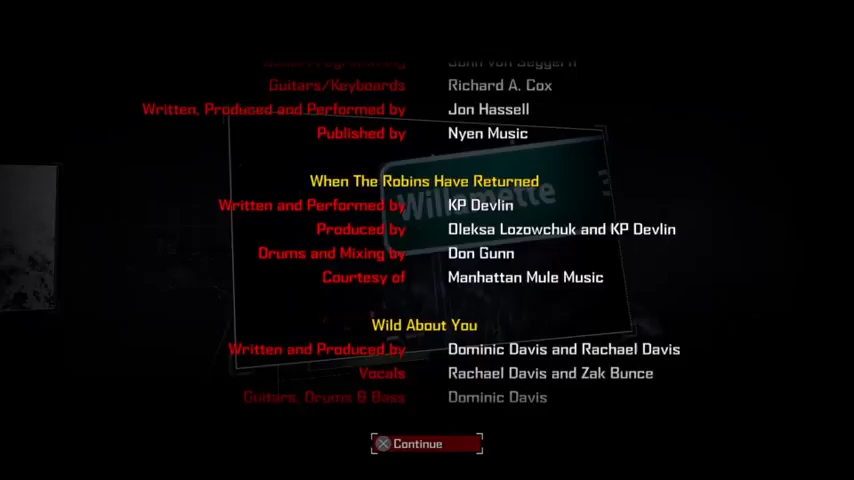 Guitars/Keyboards Richard A. Cox
Written, Produced and Performed by Jon Hassell
Published by Nyen Music
When The Robins Have Returned
Written and Performed by KP Devlin
Produced by Oleksa Lozowchuk and KP Devlin
Drums and Mixing by Don Gunn
Courtesy of Manhattan Mule Music
Willamette
Wild About You
Written and Produced by Dominic Davis and Rachael Davis
Vocals Rachael Davis and Zak Bunce
Guitars, Drums & Bass Dominic Davis
Continue